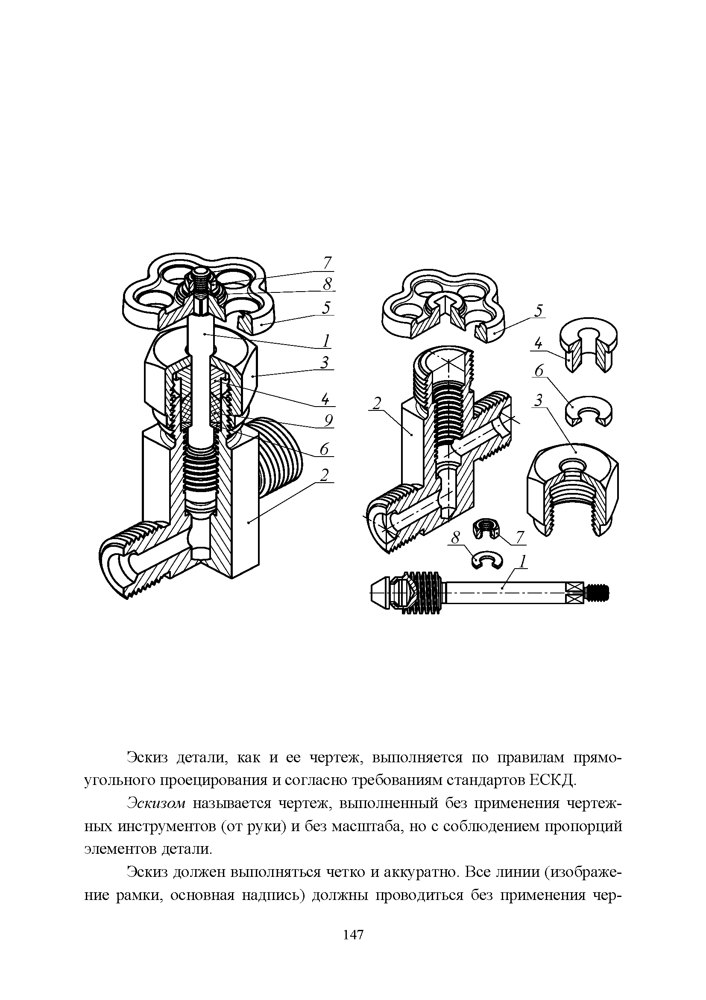 7
8
5
1
3
4
9
6
2
5
4
6
3
2
7
8
1
Эскиз детали, как и ее чертеж, выполняется по правилам прямо-
угольного проецирования и согласно требованиям стандартов ЕСКД.
Эскизом называется чертеж, выполненный без применения чертеж-
ных инструментов (от руки) и без масштаба, но с соблюдением пропорций
элементов детали.
Эскиз должен выполняться четко и аккуратно. Все линии (изображе-
ние рамки, основная надпись) должны проводиться без применения чер-
147